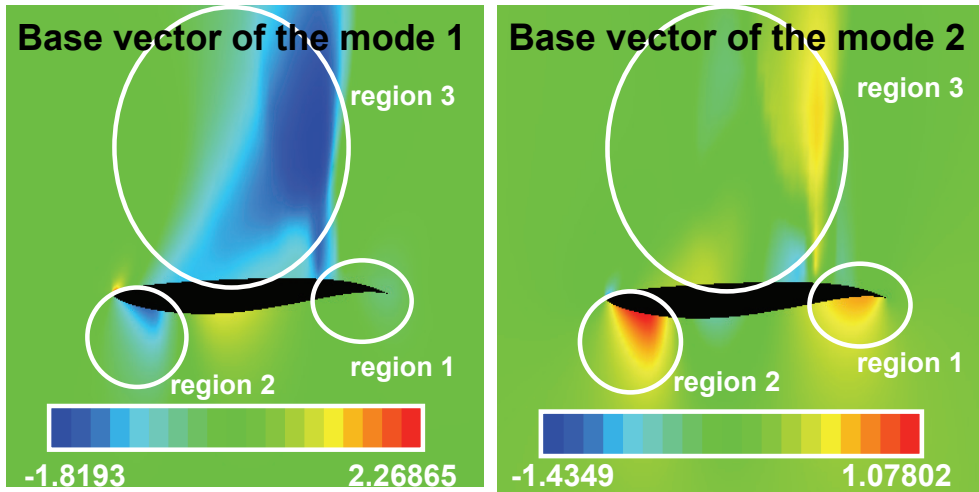 Base vector of the mode 1
region 3
region 1
region 2
-1.8193
2.26865
Base vector of the mode 2
region 3
region 1
region 2
-1.4349
1.07802